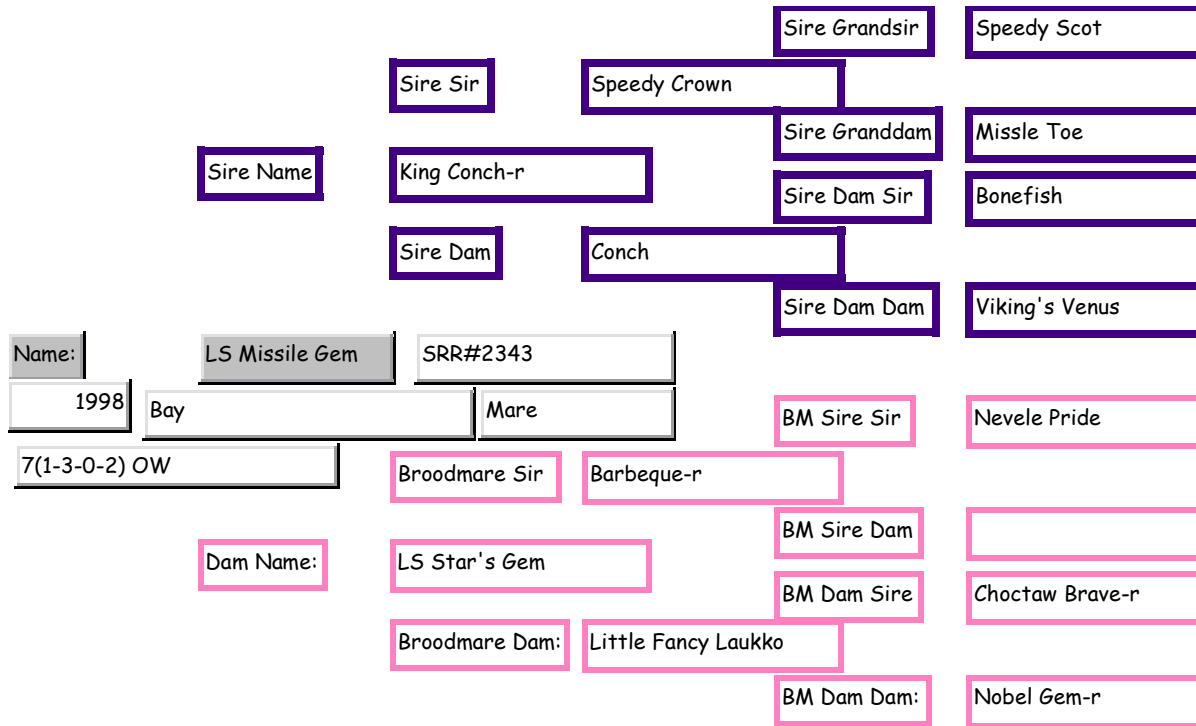 Sire Grandsir Speedy Scot
Sire Sir Speedy Crown
Sire Granddam Missle Toe
Sire Name King Conch-r
Sire Dam Sir Bonefish
Sire Dam Conch
Sire Dam Dam Viking's Venus
Name: LS Missile Gem SRR#2343
1998 Bay Mare
BM Sire Sir Nevele Pride
7(1-3-0-2) OW
Broodmare Sir Barbeque-r
BM Sire Dam
Dam Name: LS Star's Gem
BM Dam Sire Choctaw Brave-r
Broodmare Dam: Little Fancy Laukko
BM Dam Dam: Nobel Gem-r